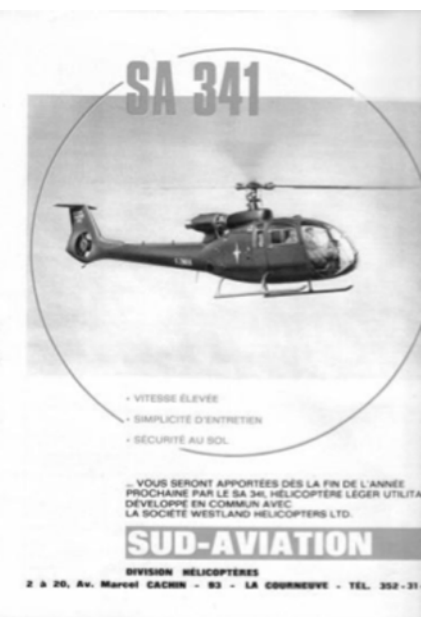 SA 341
- VITESSE ÉLEVÉE
- SIMPLICITÉ D'ENTRETIEN
- SÉCURITÉ AU SOL
... VOUS SERONT APPORTÉES DÈS LA FIN DE L'ANNÉE
PROCHAINE PAR LE SA 341, HÉLICOPTÈRE LÉGER UTILITA
DÉVELOPPÉ EN COMMUN AVEC
LA SOCIÉTÉ WESTLAND HELICOPTERS LTD.
SUD-AVIATION
DIVISION HÉLICOPTÈRES
2 à 20, Av. Marcel CACHIN - 93 - LA COURNEUVE - TÉL. 352-31